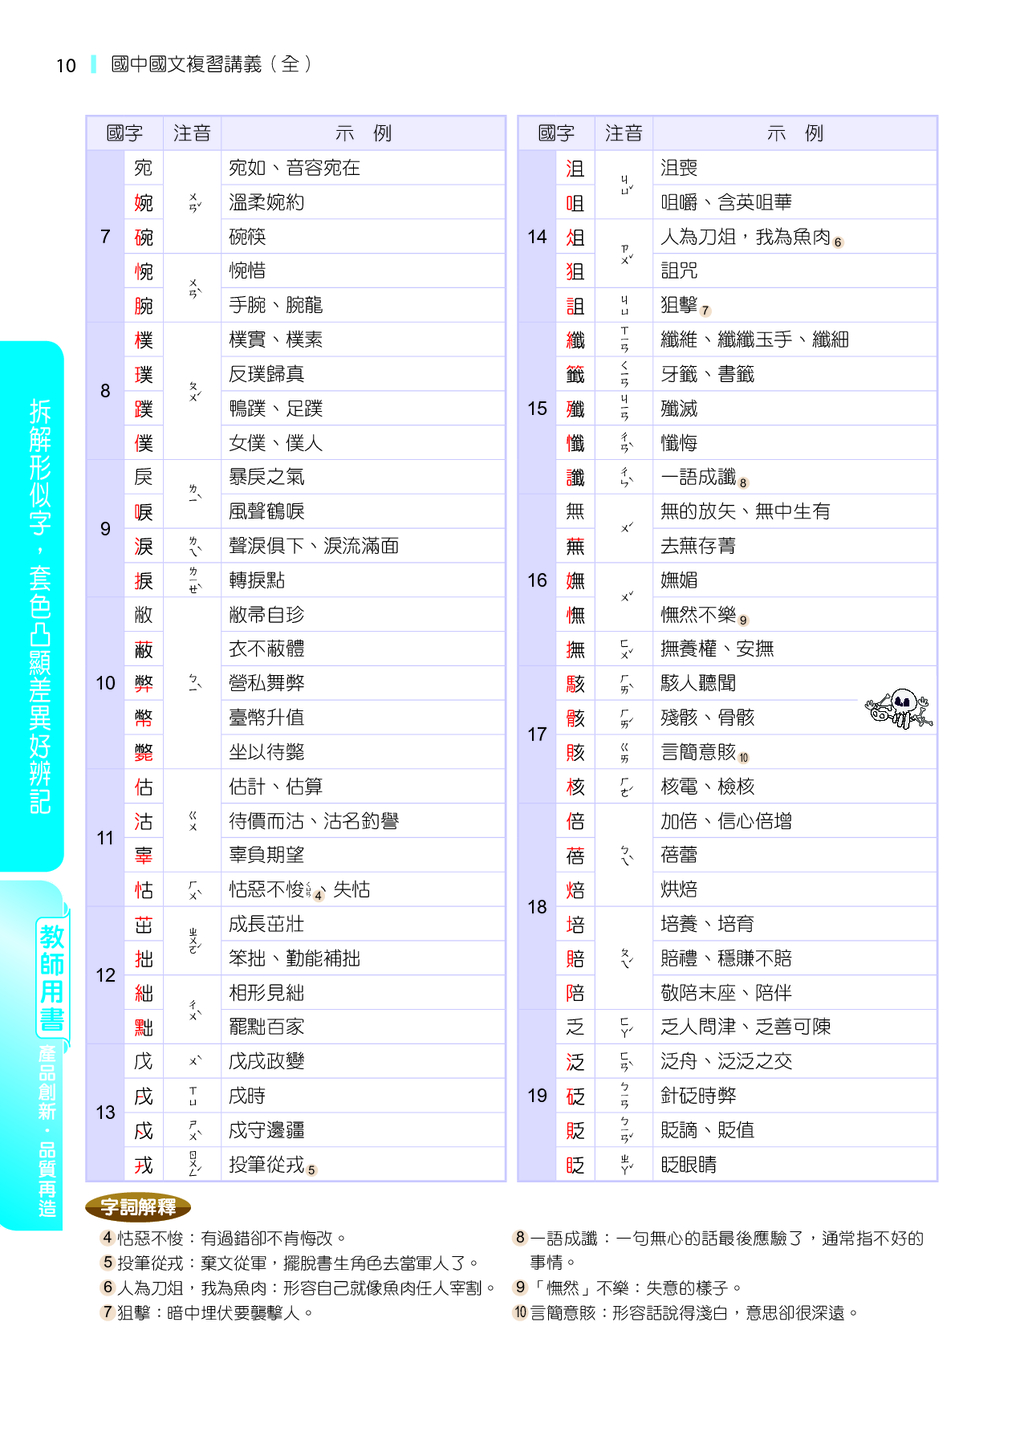 10 國中國文複習講義（全）
國字 注音 示例
7
宛 ㄨㄢˇ 宛如、音容宛在
婉 溫柔婉約
碗 碗筷
惋 ㄨㄢˋ 惋惜
腕 手腕、腕龍
8
樸 ㄆㄨˊ 樸實、樸素
璞 反璞歸真
蹼 鴨蹼、足蹼
僕 女僕、僕人
9
戾 ㄌㄧˋ 暴戾之氣
唳 風聲鶴唳
淚 ㄌㄟˋ 聲淚俱下、淚流滿面
捩 ㄌㄧㄝˋ 轉捩點
10
敝 ㄅㄧˋ 敝帚自珍
蔽 衣不蔽體
弊 營私舞弊
幣 臺幣升值
斃 坐以待斃
11
估 ㄍㄨ 估計、估算
沽 待價而沽、沽名釣譽
辜 辜負期望
怙 ㄏㄨˋ 怙惡不悛ㄑㄩㄢ4、失怙
12
茁 ㄓㄨㄛˊ 成長茁壯
拙 笨拙、勤能補拙
絀 ㄔㄨˋ 相形見絀
黜 罷黜百家
13
戊 ㄨˋ 戊戌政變
戌 ㄒㄩ 戌時
戍 ㄕㄨˋ 戍守邊疆
戎 ㄖㄨㄥˊ 投筆從戎5
國字 注音 示例
14
沮 ㄐㄩˇ 沮喪
咀 咀嚼、含英咀華
俎 ㄗㄨˇ 人為刀俎，我為魚肉6
狙 詛咒
詛 ㄐㄩ 狙擊7
15
纖 ㄒㄧㄢ 纖維、纖纖玉手、纖細
籤 ㄑㄧㄢ 牙籤、書籤
殲 ㄐㄧㄢ 殲滅
懺 ㄔㄢˋ 懺悔
讖 ㄔㄣˋ 一語成讖8
16
無 ㄨˊ 無的放矢、無中生有
蕪 去蕪存菁
嫵 ㄨˇ 嫵媚
憮 憮然不樂9
撫 ㄈㄨˇ 撫養權、安撫
17
駭 ㄏㄞˋ 駭人聽聞
骸 ㄏㄞˊ 殘骸、骨骸
賅 ㄍㄞ 言簡意賅10
核 ㄏㄜˊ 核電、檢核
18
倍 ㄅㄟˋ 加倍、信心倍增
蓓 蓓蕾
焙 烘焙
培 ㄆㄟˊ 培養、培育
賠 賠禮、穩賺不賠
陪 敬陪末座、陪伴
19
乏 ㄈㄚˊ 乏人問津、乏善可陳
泛 ㄈㄢˋ 泛舟、泛泛之交
砭 ㄅㄧㄢ 針砭時弊
貶 ㄅㄧㄢˇ 貶謫、貶值
眨 ㄓㄚˇ 眨眼睛
字詞解釋
4 怙惡不悛：有過錯卻不肯悔改。
5 投筆從戎：棄文從軍，擺脫書生角色去當軍人了。
6 人為刀俎，我為魚肉：形容自己就像魚肉任人宰割。
7 狙擊：暗中埋伏要襲擊人。
8 一語成讖：一句無心的話最後應驗了，通常指不好的
事情。
9 「憮然」不樂：失意的樣子。
10 言簡意賅：形容話說得淺白，意思卻很深遠。
拆解形似字，套色凸顯差異好辨記
教師用書
產品創新．品質再造